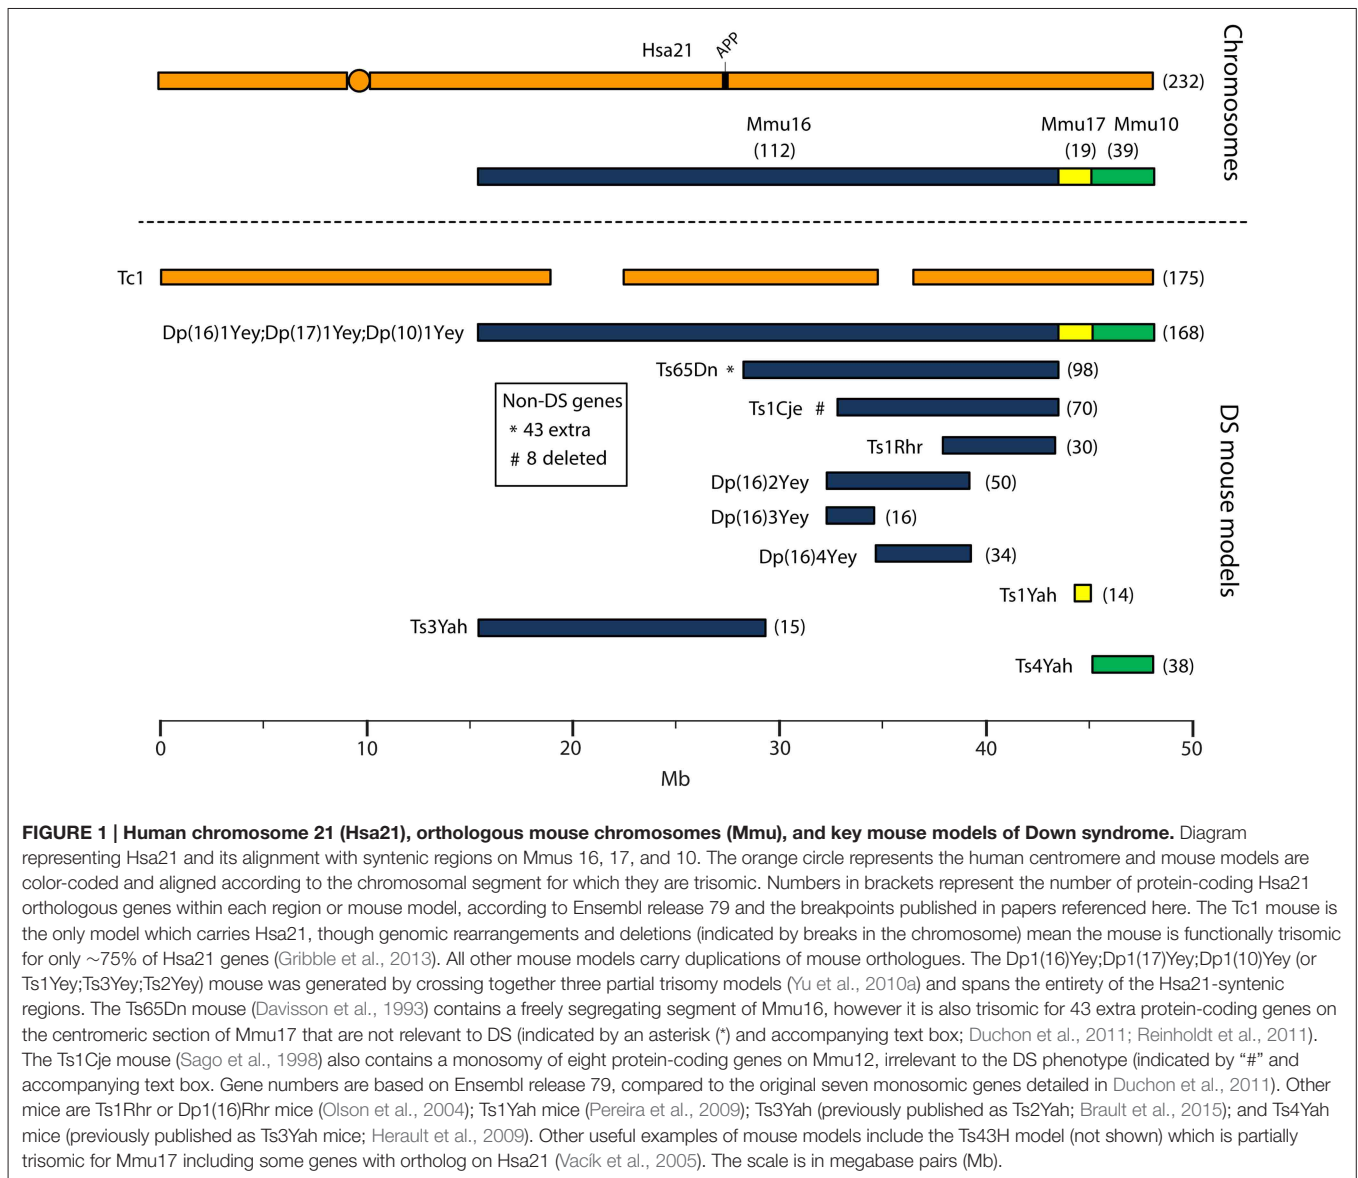 Hsa21
APP
(232)
Chromosomes
Mmu16
Mmu17
Mmu10
(112)
(19)
(39)
Tc1
(175)
Dp(16)1Yey;Dp(17)1Yey;Dp(10)1Yey
(168)
Ts65Dn *
(98)
Non-DS genes
* 43 extra
# 8 deleted
Ts1Cje #
(70)
Ts1Rhr
(30)
Dp(16)2Yey
(50)
Dp(16)3Yey
(16)
Dp(16)4Yey
(34)
Ts1Yah
(14)
Ts3Yah
(15)
Ts4Yah
(38)
DS mouse models
0
10
20
30
40
50
Mb
FIGURE 1 | Human chromosome 21 (Hsa21), orthologous mouse chromosomes (Mmu), and key mouse models of Down syndrome. Diagram
representing Hsa21 and its alignment with syntenic regions on Mmus 16, 17, and 10. The orange circle represents the human centromere and mouse models are
color-coded and aligned according to the chromosomal segment for which they are trisomic. Numbers in brackets represent the number of protein-coding Hsa21
orthologous genes within each region or mouse model, according to Ensembl release 79 and the breakpoints published in papers referenced here. The Tc1 mouse is
the only model which carries Hsa21, though genomic rearrangements and deletions (indicated by breaks in the chromosome) mean the mouse is functionally trisomic
for only ∼75% of Hsa21 genes (Gribble et al., 2013). All other mouse models carry duplications of mouse orthologues. The Dp1(16)Yey;Dp1(17)Yey;Dp1(10)Yey (or
Ts1Yey;Ts3Yey;Ts2Yey) mouse was generated by crossing together three partial trisomy models (Yu et al., 2010a) and spans the entirety of the Hsa21-syntenic
regions. The Ts65Dn mouse (Davisson et al., 1993) contains a freely segregating segment of Mmu16, however it is also trisomic for 43 extra protein-coding genes on
the centromeric section of Mmu17 that are not relevant to DS (indicated by an asterisk (*) and accompanying text box; Duchon et al., 2011; Reinholdt et al., 2011).
The Ts1Cje mouse (Sago et al., 1998) also contains a monosomy of eight protein-coding genes on Mmu12, irrelevant to the DS phenotype (indicated by “#” and
accompanying text box. Gene numbers are based on Ensembl release 79, compared to the original seven monosomic genes detailed in Duchon et al., 2011). Other
mice are Ts1Rhr or Dp1(16)Rhr mice (Olson et al., 2004); Ts1Yah mice (Pereira et al., 2009); Ts3Yah (previously published as Ts2Yah; Brault et al., 2015); and Ts4Yah
mice (previously published as Ts3Yah mice; Herault et al., 2009). Other useful examples of mouse models include the Ts43H model (not shown) which is partially
trisomic for Mmu17 including some genes with ortholog on Hsa21 (Vacík et al., 2005). The scale is in megabase pairs (Mb).